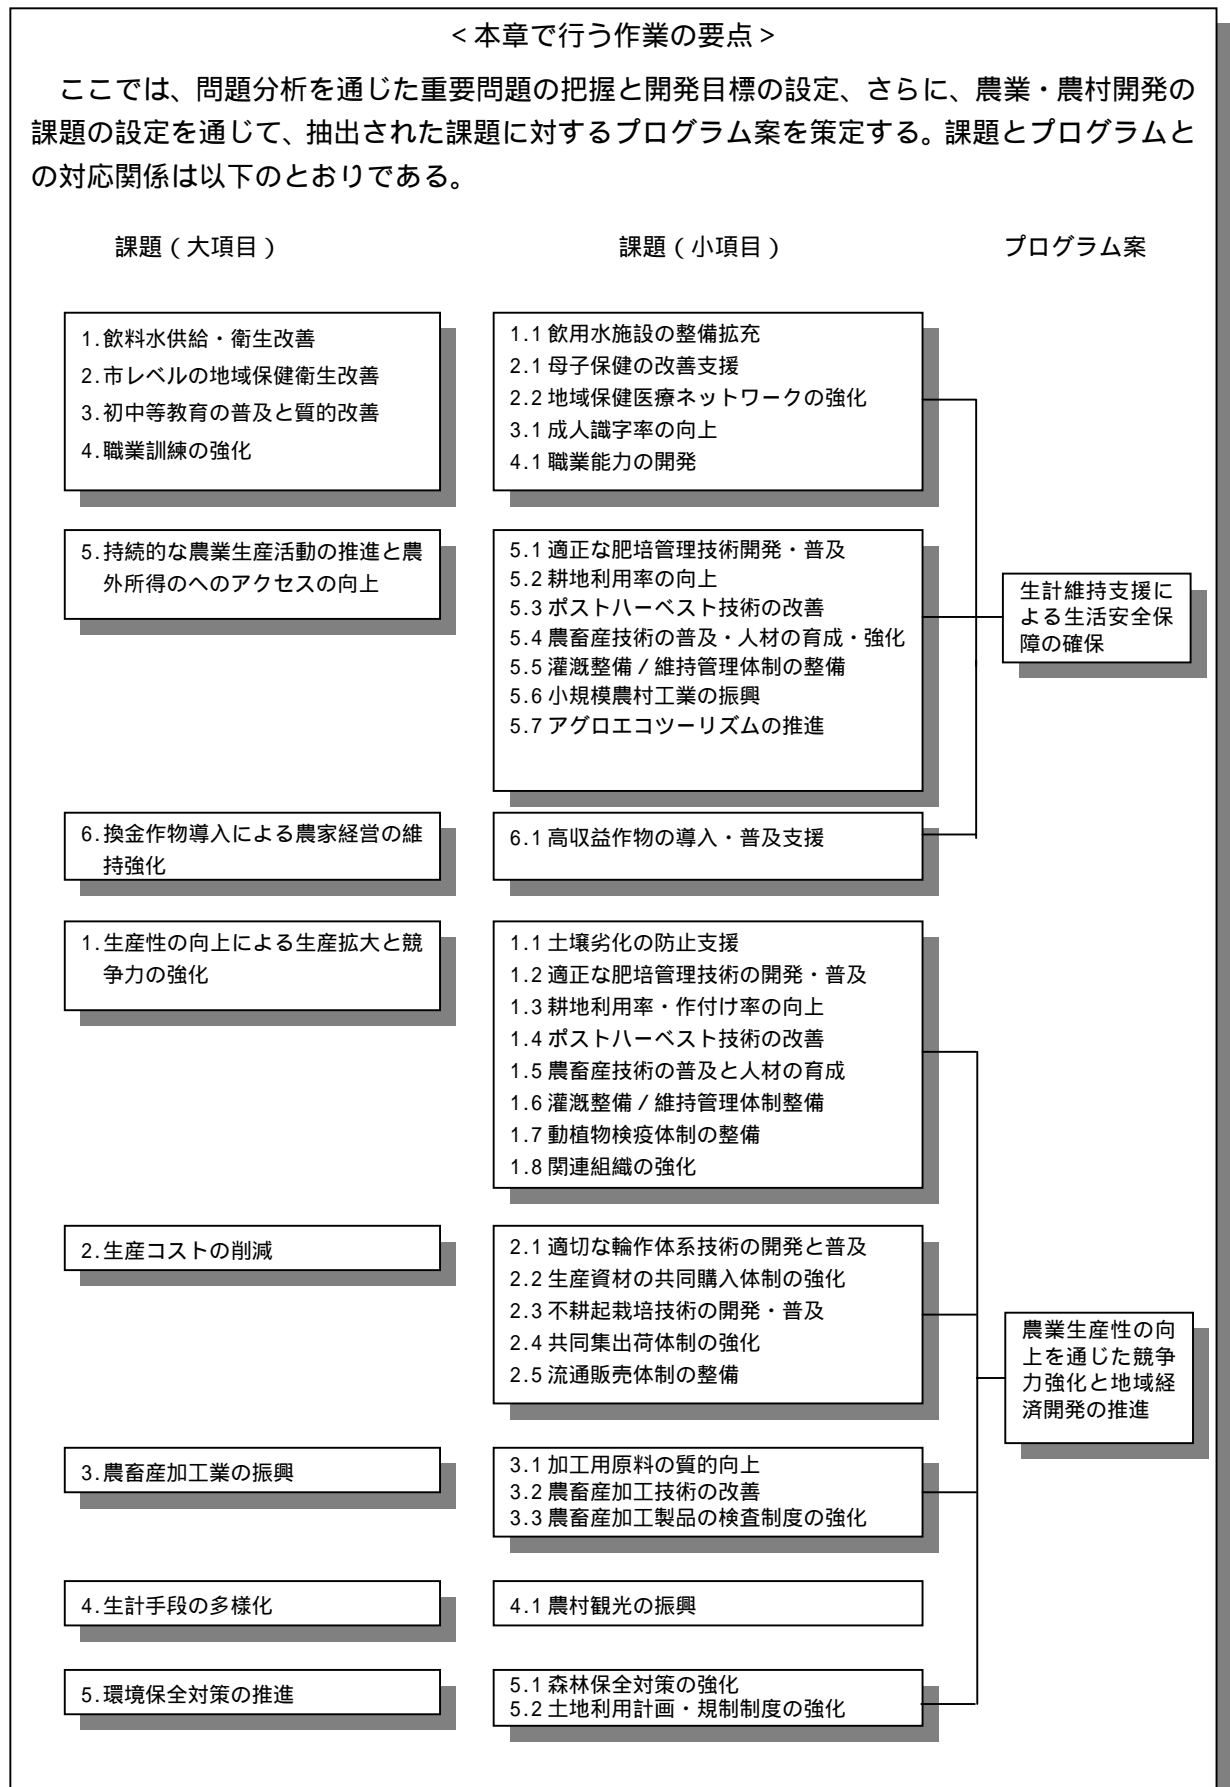 ＜本章で行う作業の要点＞
ここでは、問題分析を通じた重要問題の把握と開発目標の設定、さらに、農業・農村開発の
課題の設定を通じて、抽出された課題に対するプログラム案を策定する。課題とプログラムと
の対応関係は以下のとおりである。
課題（大項目）
課題（小項目）
プログラム案
1.飲料水供給・衛生改善
2.市レベルの地域保健衛生改善
3.初中等教育の普及と質的改善
4.職業訓練の強化
1.1 飲用水施設の整備拡充
2.1 母子保健の改善支援
2.2 地域保健医療ネットワークの強化
3.1 成人識字率の向上
4.1 職業能力の開発
5.持続的な農業生産活動の推進と農
外所得のへのアクセスの向上
5.1 適正な肥培管理技術開発・普及
5.2 耕地利用率の向上
5.3 ポストハーベスト技術の改善
5.4 農畜産技術の普及・人材の育成・強化
5.5 灌漑整備／維持管理体制の整備
5.6 小規模農村工業の振興
5.7 アグロエコツーリズムの推進
生計維持支援に
よる生活安全保
障の確保
6.換金作物導入による農家経営の維
持強化
6.1 高収益作物の導入・普及支援
1.生産性の向上による生産拡大と競
争力の強化
1.1 土壌劣化の防止支援
1.2 適正な肥培管理技術の開発・普及
1.3 耕地利用率・作付け率の向上
1.4 ポストハーベスト技術の改善
1.5 農畜産技術の普及と人材の育成
1.6 灌漑整備／維持管理体制整備
1.7 動植物検疫体制の整備
1.8 関連組織の強化
2.生産コストの削減
2.1 適切な輪作体系技術の開発と普及
2.2 生産資材の共同購入体制の強化
2.3 不耕起栽培技術の開発・普及
2.4 共同集出荷体制の強化
2.5 流通販売体制の整備
農業生産性の向
上を通じた競争
力強化と地域経
済開発の推進
3.農畜産加工業の振興
3.1 加工用原料の質的向上
3.2 農畜産加工技術の改善
3.3 農畜産加工製品の検査制度の強化
4.生計手段の多様化
4.1 農村観光の振興
5.環境保全対策の推進
5.1 森林保全対策の強化
5.2 土地利用計画・規制制度の強化